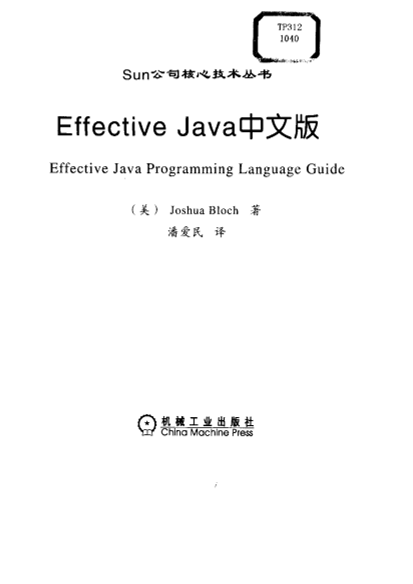 TP312
1040
Sun公司核心技术丛书
Effective Java中文版
Effective Java Programming Language Guide
（美） Joshua Bloch 著
潘爱民 译
机械工业出版社
China Machine Press